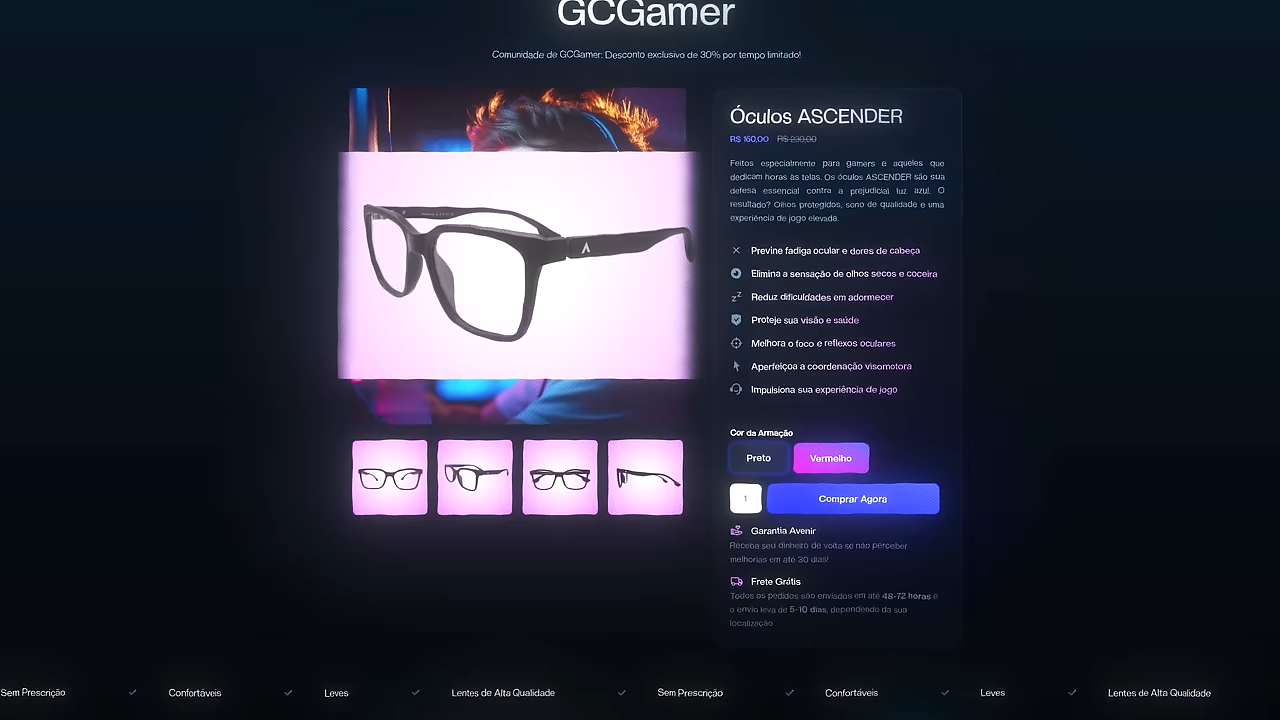 GCGamer
Comunidade de GCGamer: Desconto exclusivo de 30% por tempo limitado!
Óculos ASCENDER
R$ 160,00 R$ 230,00
Feitos especialmente para gamers e aqueles que
dedicam horas às telas. Os óculos ASCENDER são sua
defesa essencial contra a prejudicial luz azul. O
resultado? Olhos protegidos, sono de qualidade e uma
experiência de jogo elevada.
Previne fadiga ocular e dores de cabeça
Elimina a sensação de olhos secos e coceira
Reduz dificuldades em adormecer
Proteje sua visão e saúde
Melhora o foco e reflexos oculares
Aperfeiçoa a coordenação visomotora
Impulsiona sua experiência de jogo
Cor da Armação
Preto Vermelho
1 Comprar Agora
Garantia Avenir
Receba seu dinheiro de volta se não perceber
melhorias em até 30 dias!
Frete Grátis
Todos os pedidos são enviados em até 48-72 horas e
o envio leva de 5-10 dias, dependendo da sua
localização
Sem Prescrição Confortáveis Leves Lentes de Alta Qualidade Sem Prescrição Confortáveis Leves Lentes de Alta Qualidade